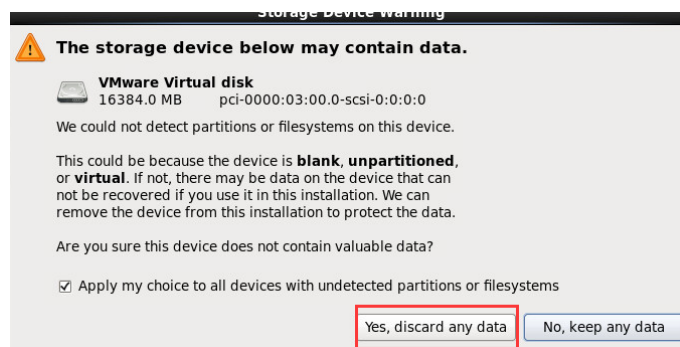 Storage Device Warning
The storage device below may contain data.
VMware Virtual disk
16384.0 MB pci-0000:03:00.0-scsi-0:0:0:0
We could not detect partitions or filesystems on this device.
This could be because the device is blank, unpartitioned,
or virtual. If not, there may be data on the device that can
not be recovered if you use it in this installation. We can
remove the device from this installation to protect the data.
Are you sure this device does not contain valuable data?
Apply my choice to all devices with undetected partitions or filesystems
Yes, discard any data No, keep any data